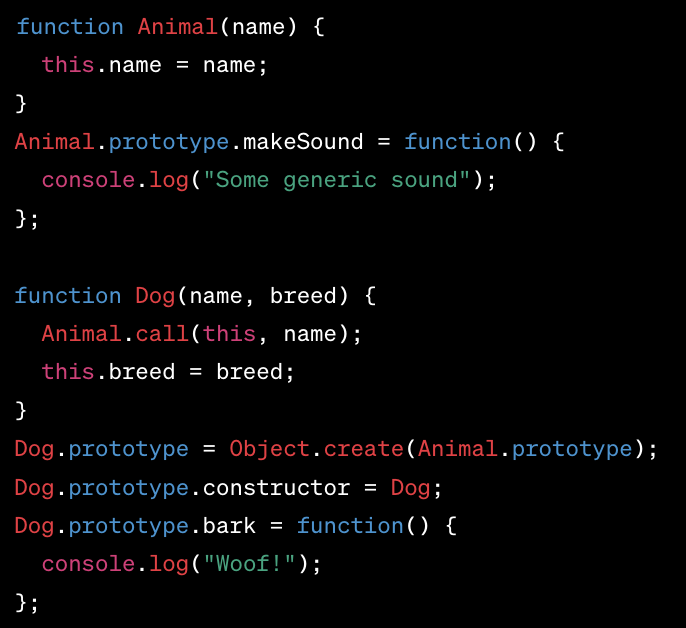 function Animal(name) {
  this.name = name;
}
Animal.prototype.makeSound = function() {
  console.log("Some generic sound");
};

function Dog(name, breed) {
  Animal.call(this, name);
  this.breed = breed;
}
Dog.prototype = Object.create(Animal.prototype);
Dog.prototype.constructor = Dog;
Dog.prototype.bark = function() {
  console.log("Woof!");
};